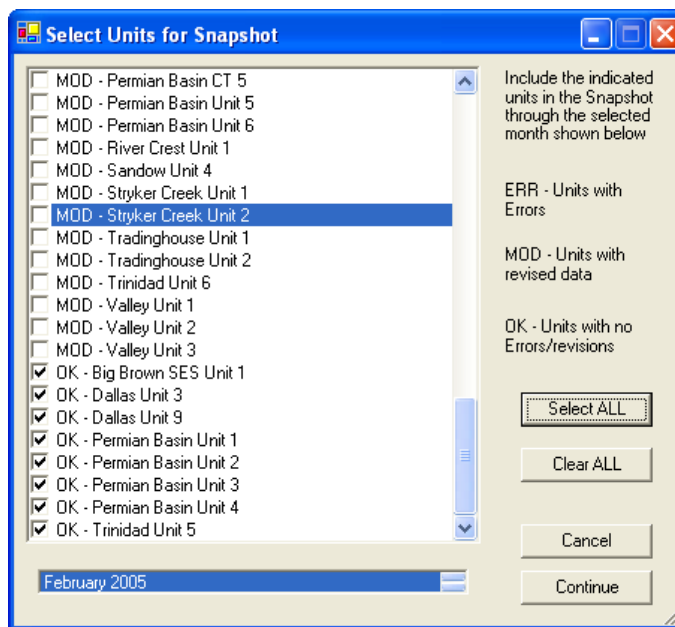 Select Units for Snapshot
MOD - Permian Basin CT 5
MOD - Permian Basin Unit 5
MOD - Permian Basin Unit 6
MOD - River Crest Unit 1
MOD - Sandow Unit 4
MOD - Stryker Creek Unit 1
MOD - Stryker Creek Unit 2
MOD - Tradinghouse Unit 1
MOD - Tradinghouse Unit 2
MOD - Trinidad Unit 6
MOD - Valley Unit 1
MOD - Valley Unit 2
MOD - Valley Unit 3
OK - Big Brown SES Unit 1
OK - Dallas Unit 3
OK - Dallas Unit 9
OK - Permian Basin Unit 1
OK - Permian Basin Unit 2
OK - Permian Basin Unit 3
OK - Permian Basin Unit 4
OK - Trinidad Unit 5
February 2005
Include the indicated
units in the Snapshot
through the selected
month shown below
ERR - Units with
Errors
MOD - Units with
revised data
OK - Units with no
Errors/revisions
Select ALL
Clear ALL
Cancel
Continue